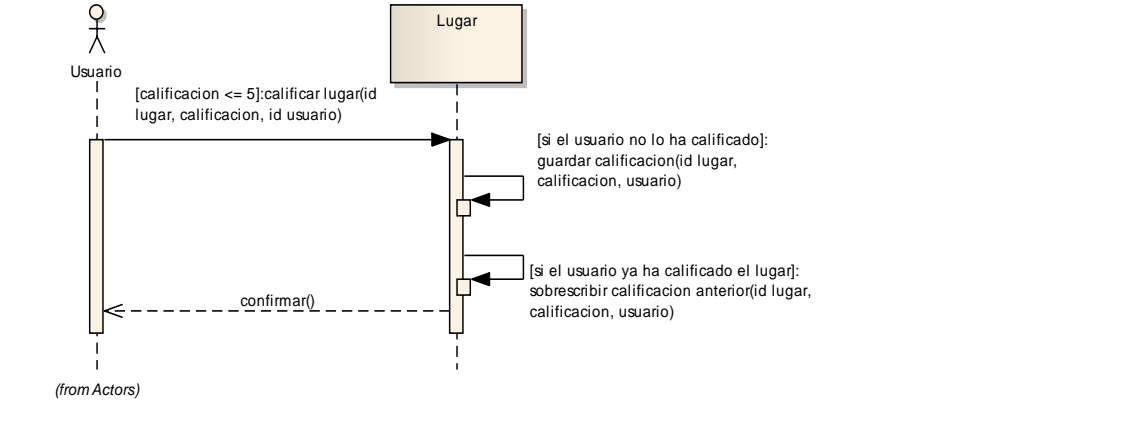 Lugar
Usuario
[calificacion <= 5]:calificar lugar(id
lugar, calificacion, id usuario)
[si el usuario no lo ha calificado]:
guardar calificacion(id lugar,
calificacion, usuario)
[si el usuario ya ha calificado el lugar]:
sobrescribir calificacion anterior(id lugar,
calificacion, usuario)
confirmar()
(from Actors)